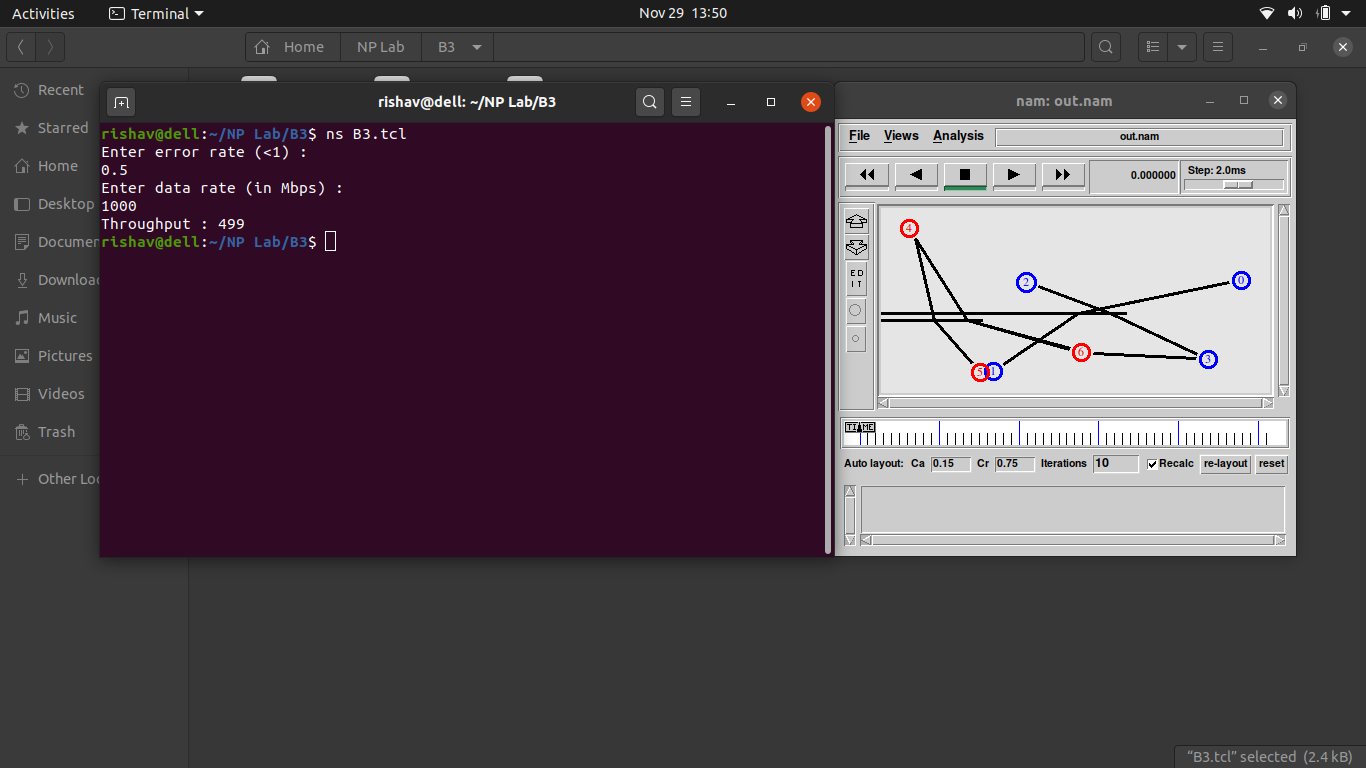 Activities Terminal Nov 29 13:50
Home NP Lab B3
Recent
Starred
Home
Desktop
Documen
Downloa
Music
Pictures
Videos
Trash
Other Loc
rishav@dell: ~/NP Lab/B3
rishav@dell:~/NP Lab/B3$ ns B3.tcl
Enter error rate (<1) :
0.5
Enter data rate (in Mbps) :
1000
Throughput : 499
rishav@dell:~/NP Lab/B3$
nam: out.nam
File Views Analysis out.nam
0.000000 Step: 2.0ms
E D
I T
4
2
0
6
3
5
1
TIME
Auto layout: Ca 0.15 Cr 0.75 Iterations 10 Recalc re-layout reset
“B3.tcl” selected (2.4 kB)